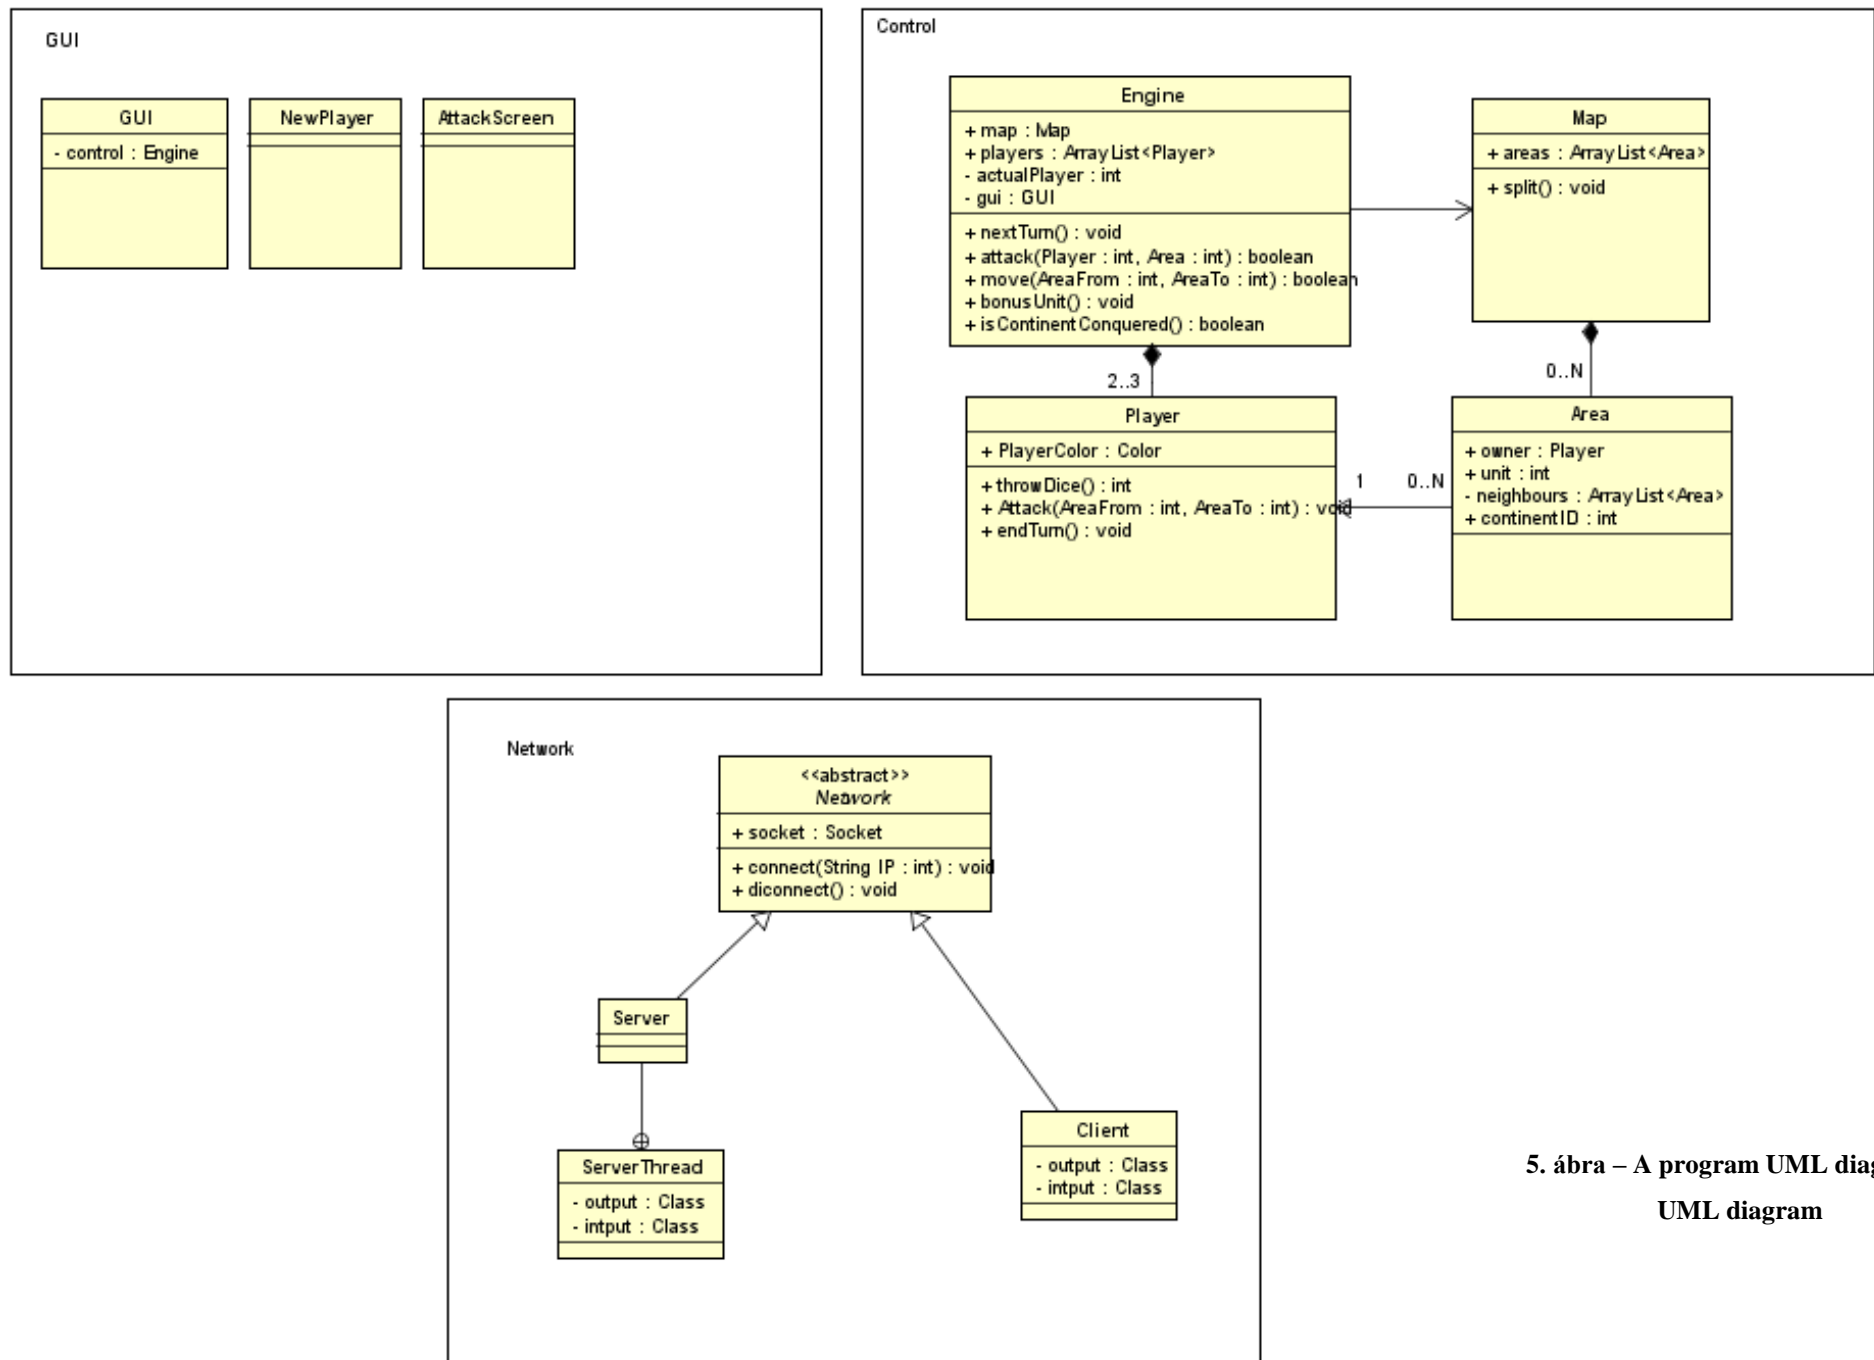 GUI
GUI
- control : Engine
NewPlayer
AttackScreen
Control
Engine
+ map : Map
+ players : ArrayList<Player>
- actualPlayer : int
- gui : GUI
+ nextTurn() : void
+ attack(Player : int, Area : int) : boolean
+ move(AreaFrom : int, AreaTo : int) : boolean
+ bonusUnit() : void
+ isContinentConquered() : boolean
Map
+ areas : ArrayList<Area>
+ split() : void
2..3
0..N
Player
+ PlayerColor : Color
+ throwDice() : int
+ Attack(AreaFrom : int, AreaTo : int) : void
+ endTurn() : void
1
0..N
Area
+ owner : Player
+ unit : int
- neighbours : ArrayList<Area>
+ continentID : int
Network
<<abstract>>
Network
+ socket : Socket
+ connect(String IP : int) : void
+ diconnect() : void
Server
ServerThread
- output : Class
- intput : Class
Client
- output : Class
- intput : Class
5. ábra – A program UML diag
UML diagram